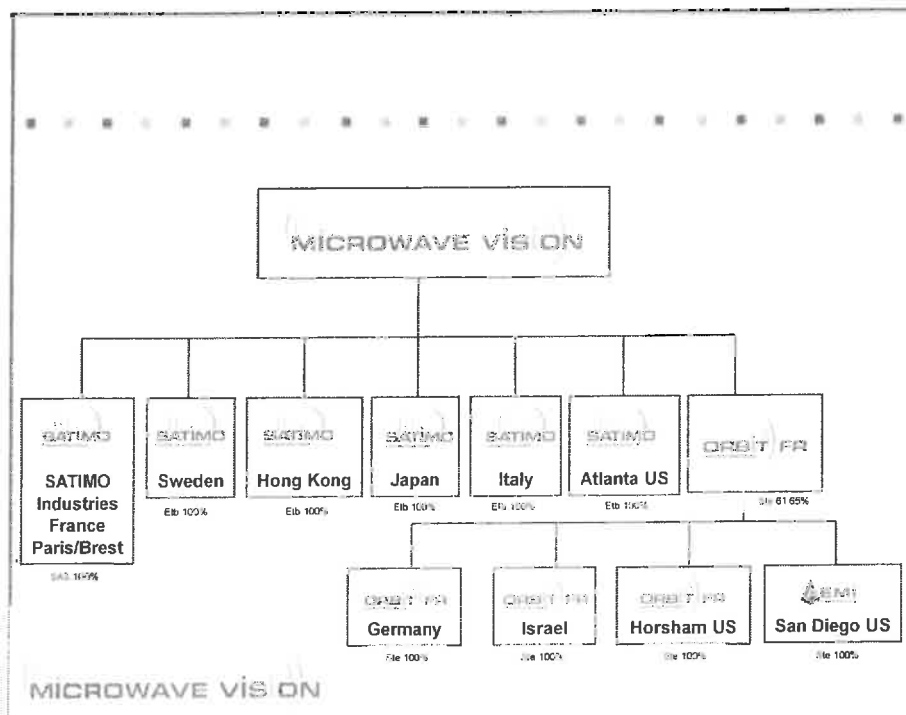 MICROWAVE VISION
SATIMO
SATIMO
Industries
France
Paris/Brest
SAS 100%
SATIMO
Sweden
Etb 100%
SATIMO
Hong Kong
Etb 100%
SATIMO
Japan
Etb 100%
SATIMO
Italy
Etb 100%
SATIMO
Atlanta US
Etb 100%
ORBIT FR
Ste 61 65%
ORBIT FR
Germany
Ste 100%
ORBIT FR
Israel
Ste 100%
ORBIT FR
Horsham US
Ste 100%
AEMI
San Diego US
Ste 100%
MICROWAVE VISION